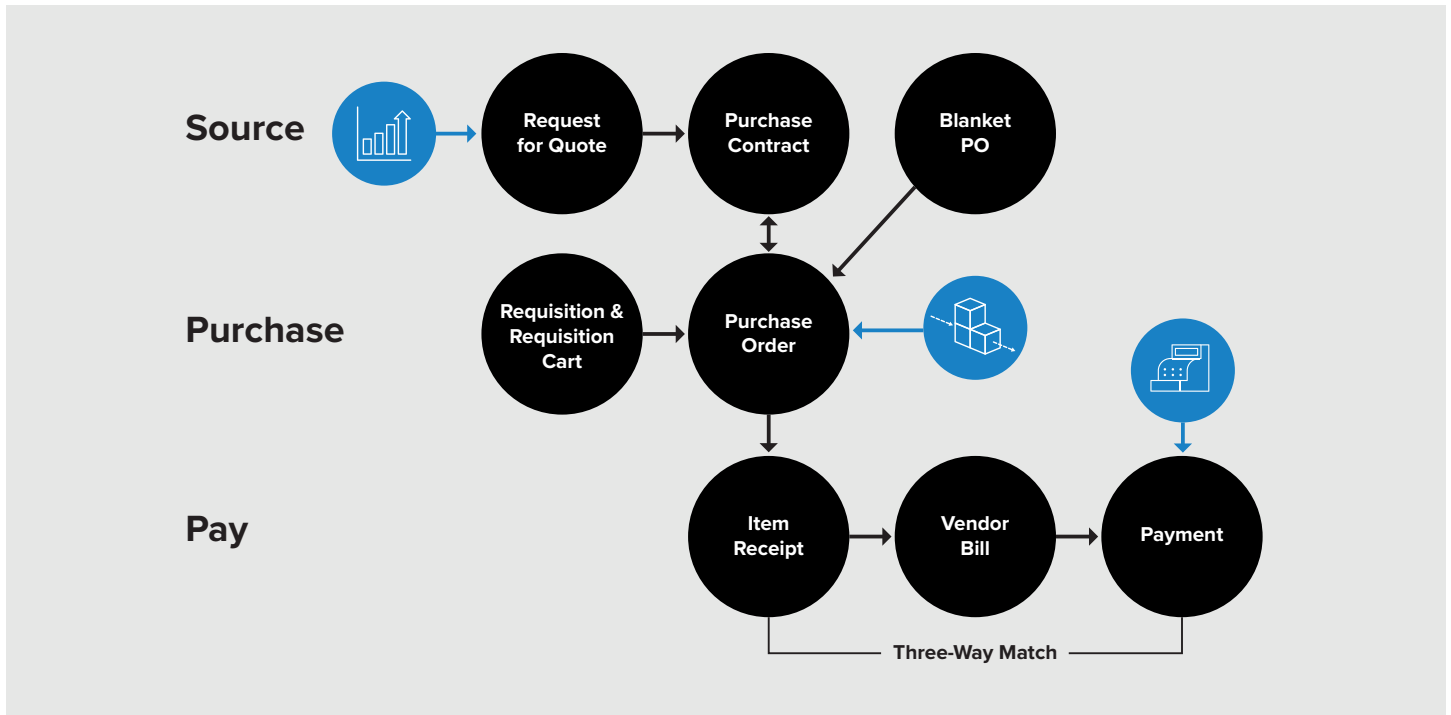 Source
Request
for Quote
Purchase
Contract
Blanket
PO
Purchase
Requisition &
Requisition
Cart
Purchase
Order
Pay
Item
Receipt
Vendor
Bill
Payment
Three-Way Match